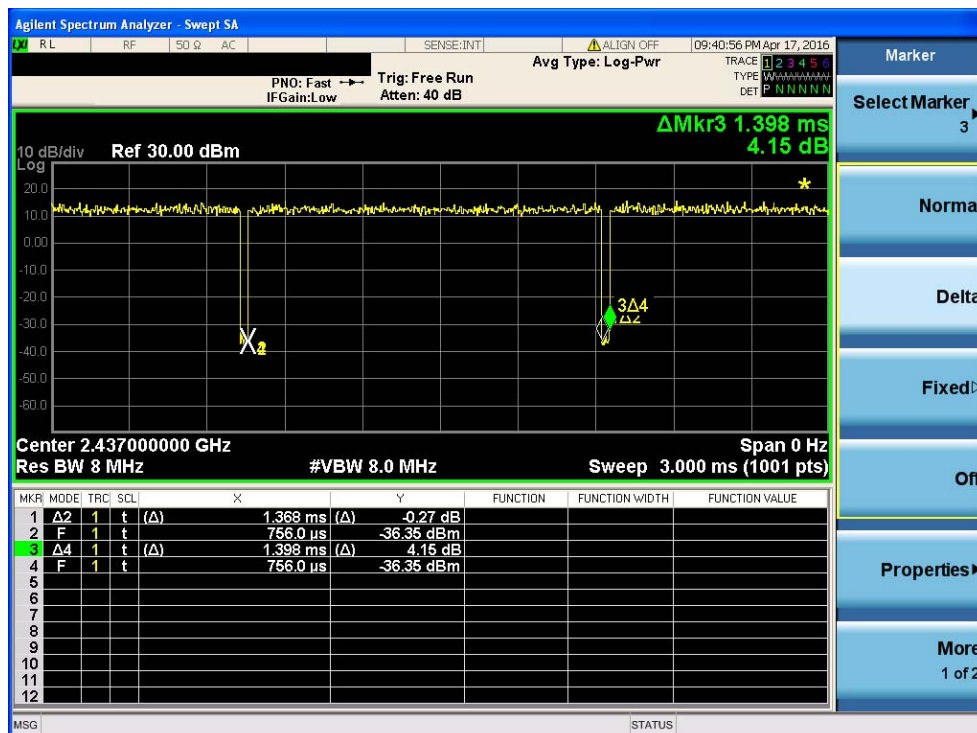 Agilent Spectrum Analyzer - Swept SA
LXI RL RF 50 Ω AC SENSE:INT ALIGN OFF 09:40:56 PM Apr 17, 2016
Avg Type: Log-Pwr TRACE 1 2 3 4 5 6
PNO: Fast Trig: Free Run TYPE
IFGain:Low Atten: 40 dB DET P N N N N N
ΔMkr3 1.398 ms
4.15 dB
10 dB/div Ref 30.00 dBm
Log
20.0
10.0
0.00
-10.0
-20.0
-30.0
-40.0
-50.0
-60.0
3Δ4
Δ2
Center 2.437000000 GHz Span 0 Hz
Res BW 8 MHz #VBW 8.0 MHz Sweep 3.000 ms (1001 pts)
MKR MODE TRC SCL X Y FUNCTION FUNCTION WIDTH FUNCTION VALUE
1 Δ2 1 t (Δ) 1.368 ms (Δ) -0.27 dB
2 F 1 t 756.0 µs -36.35 dBm
3 Δ4 1 t (Δ) 1.398 ms (Δ) 4.15 dB
4 F 1 t 756.0 µs -36.35 dBm
5
6
7
8
9
10
11
12
MSG STATUS
Marker
Select Marker
3
Norma
Delta
Fixed
Of
Properties
More
1 of 2